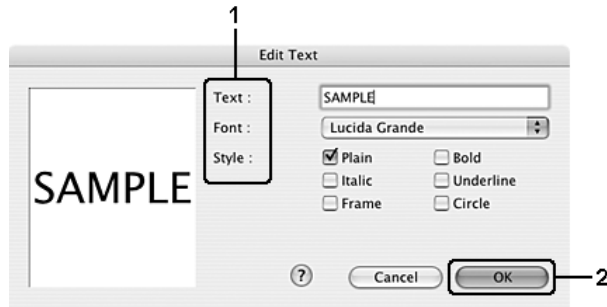 1
Edit Text
Text :
SAMPLE
Font :
Lucida Grande
Style :
Plain
Bold
Italic
Underline
Frame
Circle
SAMPLE
?
Cancel
OK
2